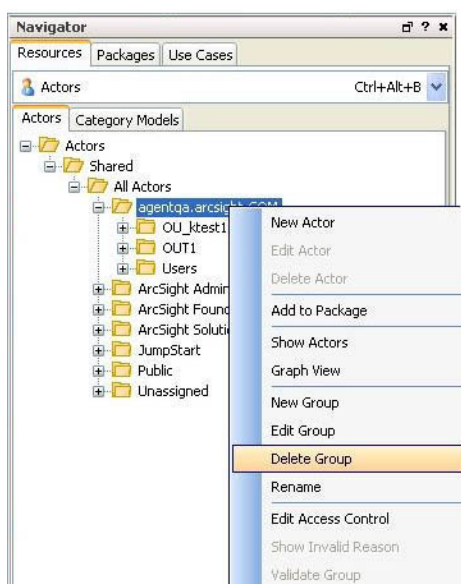 Navigator
Resources Packages Use Cases
Actors Ctrl+Alt+B
Actors Category Models
Actors
Shared
All Actors
agentqa.arcsight.COM
OU_ktest1
OUT1
Users
ArcSight Admin
ArcSight Found
ArcSight Soluti
JumpStart
Public
Unassigned
New Actor
Edit Actor
Delete Actor
Add to Package
Show Actors
Graph View
New Group
Edit Group
Delete Group
Rename
Edit Access Control
Show Invalid Reason
Validate Group